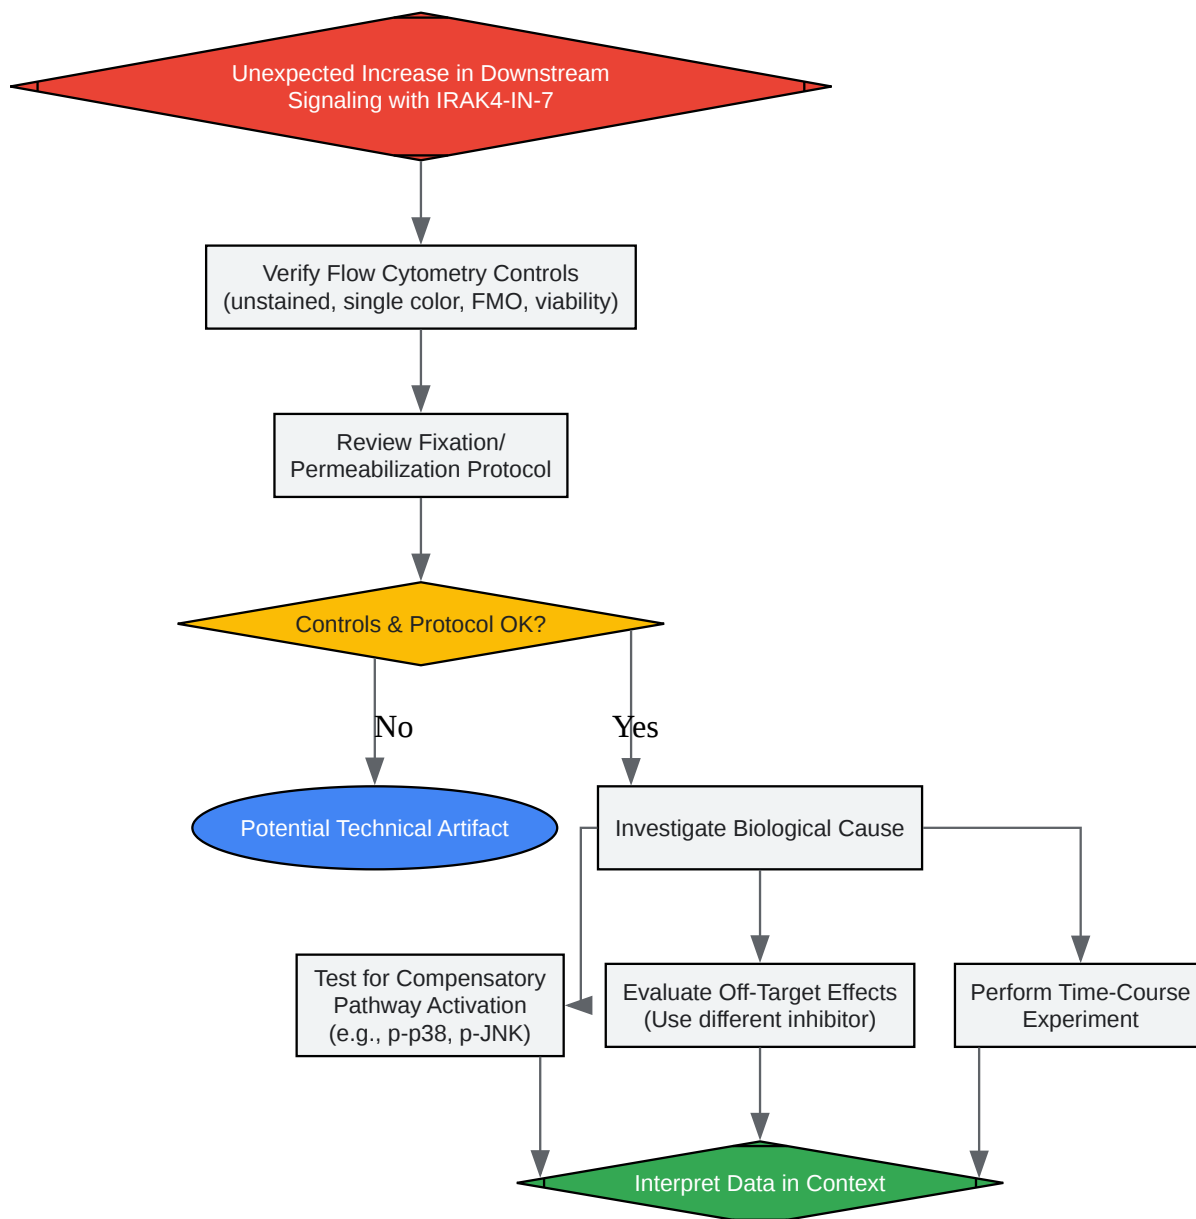 Unexpected Increase in Downstream
Signaling with IRAK4-IN-7
Verify Flow Cytometry Controls
(unstained, single color, FMO, viability)
Review Fixation/
Permeabilization Protocol
Controls & Protocol OK?
No
Yes
Potential Technical Artifact
Investigate Biological Cause
Test for Compensatory
Pathway Activation
(e.g., p-p38, p-JNK)
Evaluate Off-Target Effects
(Use different inhibitor)
Perform Time-Course
Experiment
Interpret Data in Context